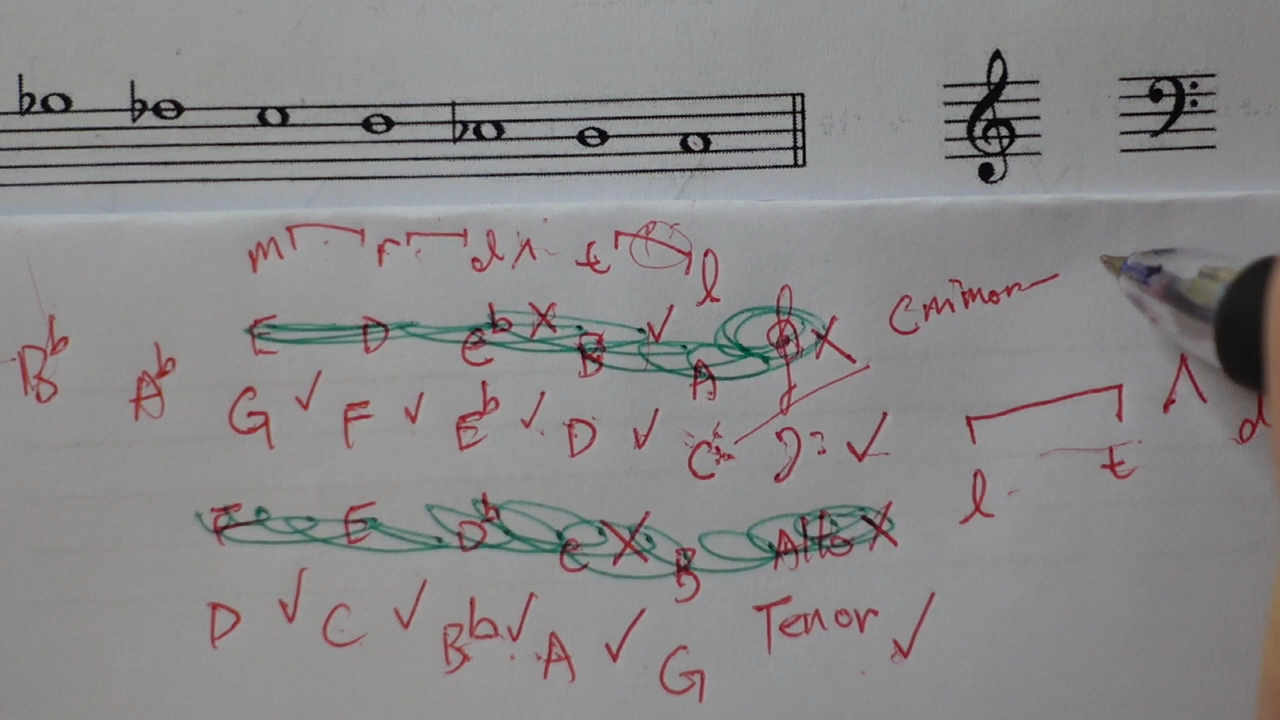 m r d t l
E D C♭ X B ✓ A X Cminor
B♭ A♭ G ✓ F ✓ E♭ ✓ D ✓ C ✓
l t d
F E D♭ C X B Alto X
D ✓ C ✓ B♭ ✓ A ✓ G Tenor ✓